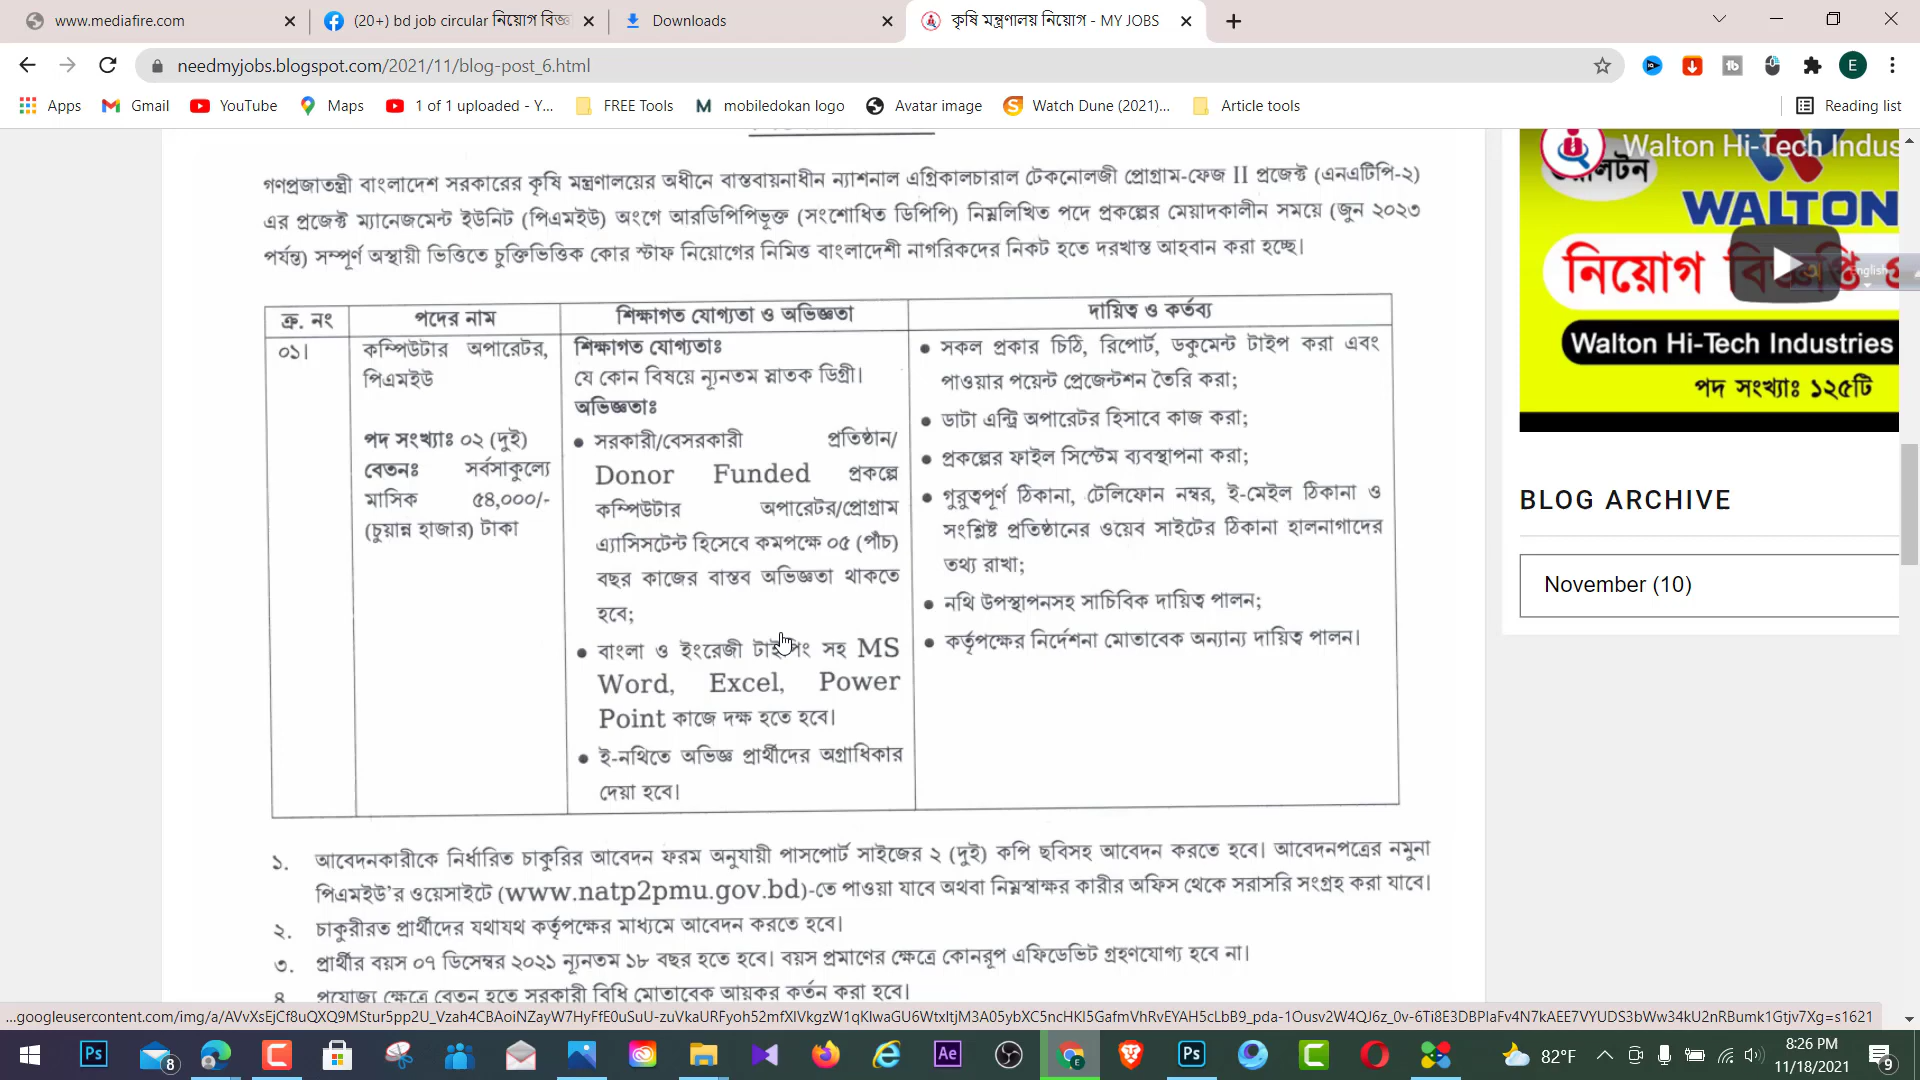 www.mediafire.com
(20+) bd job circular নিয়োগ বিজ্ঞ
Downloads
কৃষি মন্ত্রণালয় নিয়োগ - MY JOBS
needmyjobs.blogspot.com/2021/11/blog-post_6.html
E
Apps
Gmail
YouTube
Maps
1 of 1 uploaded - Y...
FREE Tools
M mobiledokan logo
Avatar image
Watch Dune (2021)...
Article tools
Reading list
গণপ্রজাতন্ত্রী বাংলাদেশ সরকারের কৃষি মন্ত্রণালয়ের অধীনে বাস্তবায়নাধীন ন্যাশনাল এগ্রিকালচারাল টেকনোলজী প্রোগ্রাম-ফেজ II প্রজেক্ট (এনএটিপি-২)
এর প্রজেক্ট ম্যানেজমেন্ট ইউনিট (পিএমইউ) অংগে আরডিপিপিভূক্ত (সংশোধিত ডিপিপি) নিম্নলিখিত পদে প্রকল্পের মেয়াদকালীন সময়ে (জুন ২০২৩
পর্যন্ত) সম্পূর্ণ অস্থায়ী ভিত্তিতে চুক্তিভিত্তিক কোর স্টাফ নিয়োগের নিমিত্ত বাংলাদেশী নাগরিকদের নিকট হতে দরখাস্ত আহবান করা হচ্ছে।
ক্র. নং
পদের নাম
শিক্ষাগত যোগ্যতা ও অভিজ্ঞতা
দায়িত্ব ও কর্তব্য
০১।
কম্পিউটার অপারেটর,
পিএমইউ
পদ সংখ্যাঃ ০২ (দুই)
বেতনঃ সর্বসাকুল্যে
মাসিক ৫৪,০০০/-
(চুয়ান্ন হাজার) টাকা
শিক্ষাগত যোগ্যতাঃ
যে কোন বিষয়ে ন্যূনতম স্নাতক ডিগ্রী।
অভিজ্ঞতাঃ
● সরকারী/বেসরকারী প্রতিষ্ঠান/
Donor Funded প্রকল্পে
কম্পিউটার অপারেটর/প্রোগ্রাম
এ্যাসিসটেন্ট হিসেবে কমপক্ষে ০৫ (পাঁচ)
বছর কাজের বাস্তব অভিজ্ঞতা থাকতে
হবে;
● বাংলা ও ইংরেজী টাইপিং সহ MS
Word, Excel, Power
Point কাজে দক্ষ হতে হবে।
● ই-নথিতে অভিজ্ঞ প্রার্থীদের অগ্রাধিকার
দেয়া হবে।
● সকল প্রকার চিঠি, রিপোর্ট, ডকুমেন্ট টাইপ করা এবং
পাওয়ার পয়েন্ট প্রেজেন্টশন তৈরি করা;
● ডাটা এন্ট্রি অপারেটর হিসাবে কাজ করা;
● প্রকল্পের ফাইল সিস্টেম ব্যবস্থাপনা করা;
● গুরুত্বপূর্ণ ঠিকানা, টেলিফোন নম্বর, ই-মেইল ঠিকানা ও
সংশ্লিষ্ট প্রতিষ্ঠানের ওয়েব সাইটের ঠিকানা হালনাগাদের
তথ্য রাখা;
● নথি উপস্থাপনসহ সাচিবিক দায়িত্ব পালন;
● কর্তৃপক্ষের নির্দেশনা মোতাবেক অন্যান্য দায়িত্ব পালন।
১. আবেদনকারীকে নির্ধারিত চাকুরির আবেদন ফরম অনুযায়ী পাসপোর্ট সাইজের ২ (দুই) কপি ছবিসহ আবেদন করতে হবে। আবেদনপত্রের নমুনা
পিএমইউ'র ওয়েসাইটে (www.natp2pmu.gov.bd)-তে পাওয়া যাবে অথবা নিম্নস্বাক্ষর কারীর অফিস থেকে সরাসরি সংগ্রহ করা যাবে।
২. চাকুরীরত প্রার্থীদের যথাযথ কর্তৃপক্ষের মাধ্যমে আবেদন করতে হবে।
৩. প্রার্থীর বয়স ০৭ ডিসেম্বর ২০২১ ন্যূনতম ১৮ বছর হতে হবে। বয়স প্রমাণের ক্ষেত্রে কোনরূপ এফিডেভিট গ্রহণযোগ্য হবে না।
৪. প্রযোজ্য ক্ষেত্রে বেতন হতে সরকারী বিধি মোতাবেক আয়কর কর্তন করা হবে।
Walton Hi-Tech Indus
WALTON
নিয়োগ
English
Walton Hi-Tech Industries
পদ সংখ্যাঃ ১২৫টি
BLOG ARCHIVE
November (10)
8
82°F
8:26 PM
11/18/2021
9